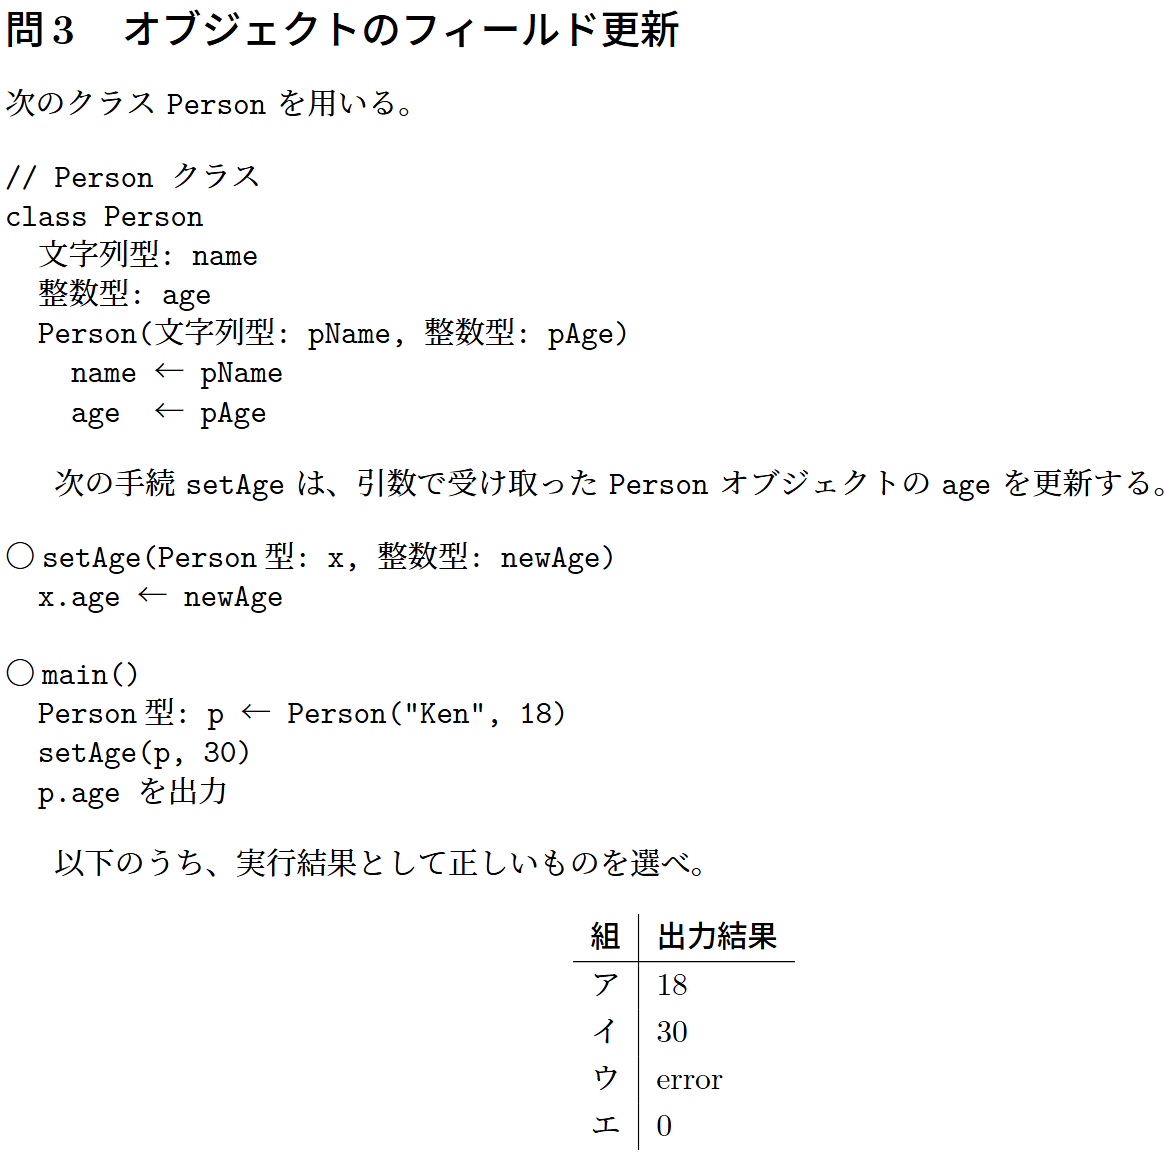 問 3　オブジェクトのフィールド更新
次のクラス Person を用いる。
// Person クラス
class Person
  文字列型: name
  整数型: age
  Person(文字列型: pName, 整数型: pAge)
    name ← pName
    age  ← pAge
次の手続 setAge は、引数で受け取った Person オブジェクトの age を更新する。
○ setAge(Person 型: x, 整数型: newAge)
  x.age ← newAge
○ main()
  Person 型: p ← Person("Ken", 18)
  setAge(p, 30)
  p.age を出力
以下のうち、実行結果として正しいものを選べ。
組 出力結果
ア 18
イ 30
ウ error
エ 0